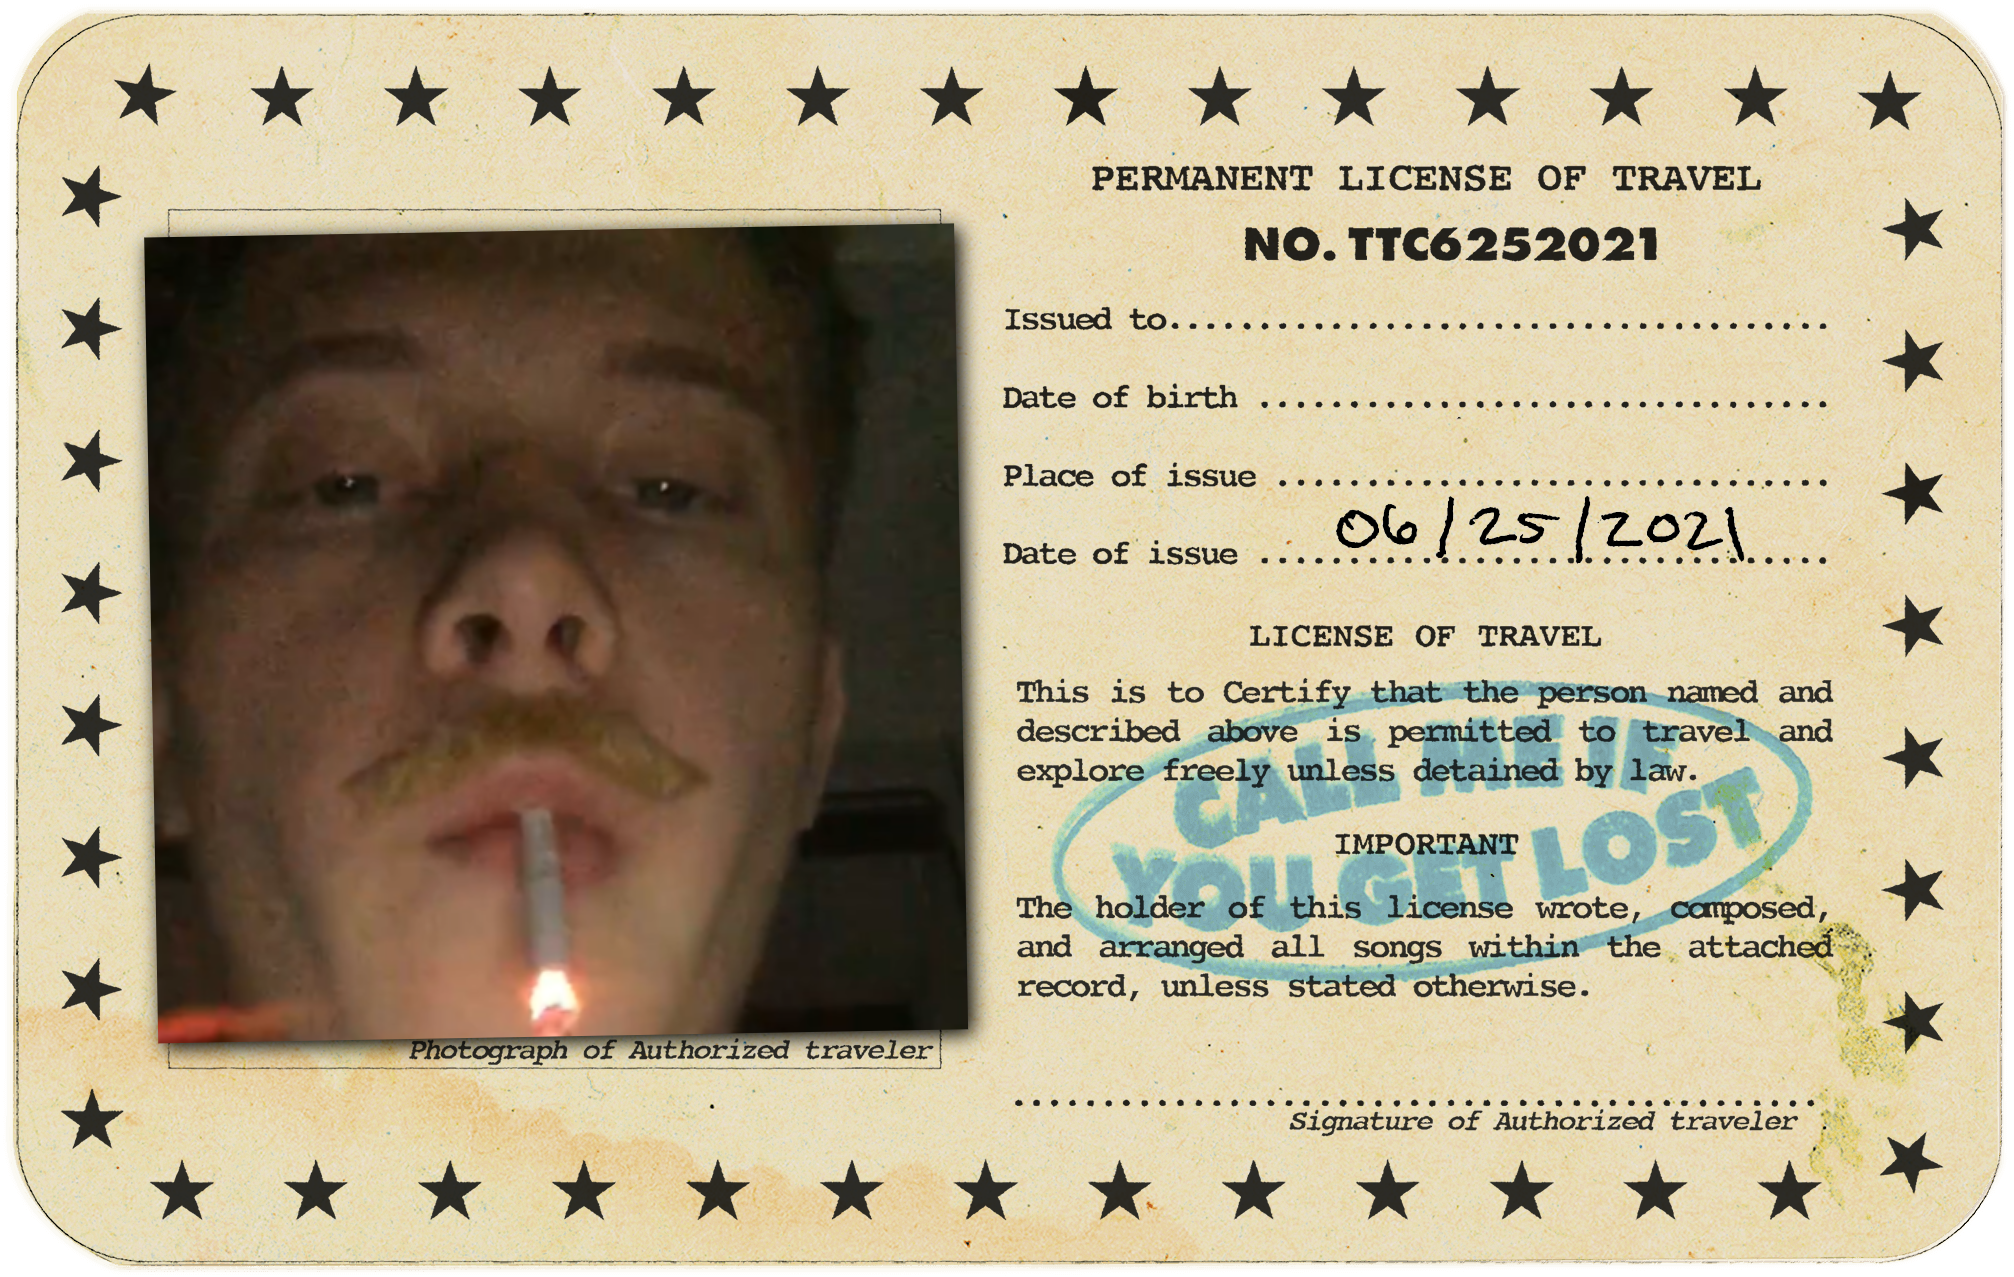 PERMANENT LICENSE OF TRAVEL
NO. TTC6252021
Issued to.....................................
Date of birth ................................
Place of issue ...............................
Date of issue ................................
06/25/2021
LICENSE OF TRAVEL
This is to Certify that the person named and
described above is permitted to travel and
explore freely unless detained by law.
CALL ME IF
YOU GET LOST
IMPORTANT
The holder of this license wrote, composed,
and arranged all songs within the attached
record, unless stated otherwise.
Photograph of Authorized traveler
Signature of Authorized traveler